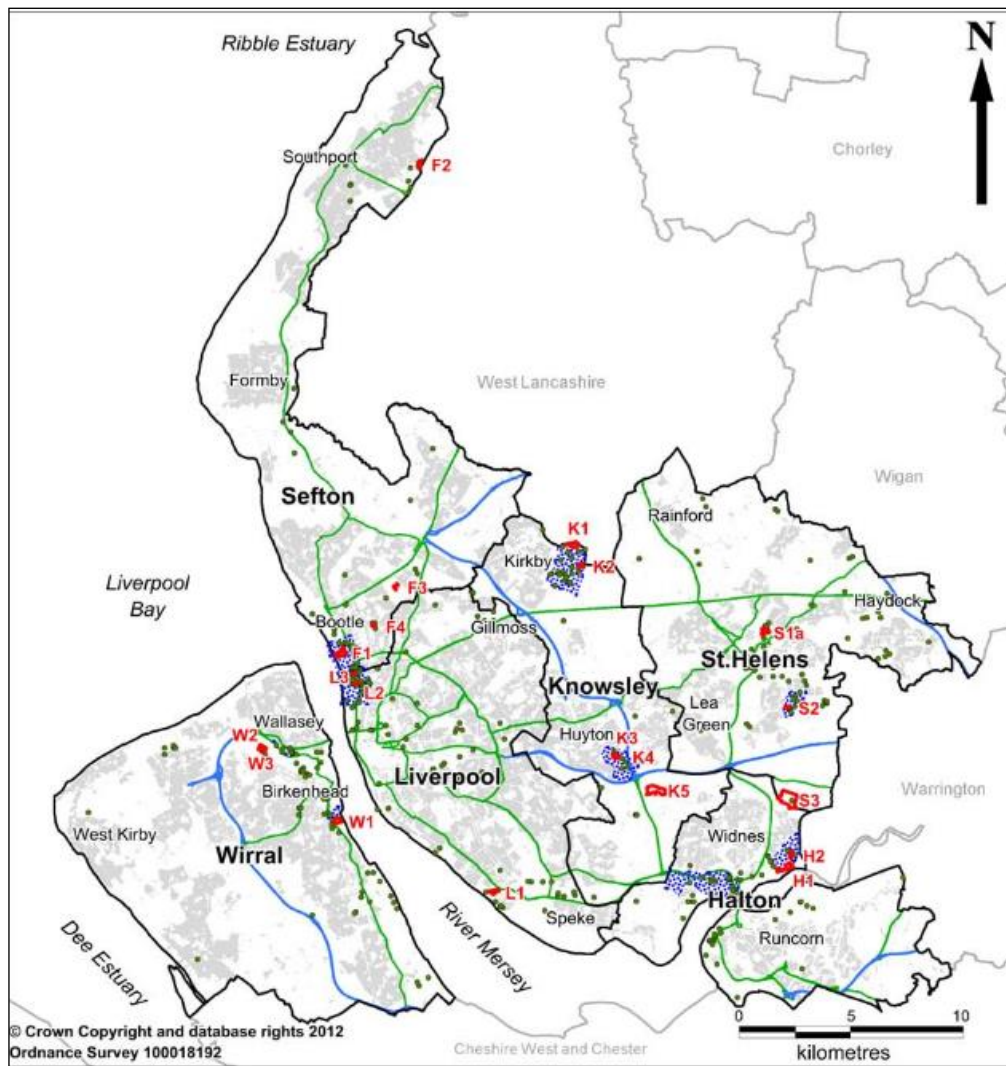 Ribble Estuary
N
Chorley
Southport
F2
Formby
West Lancashire
Wigan
Sefton
Rainford
K1
Kirkby
K2
Liverpool
Bay
F3
Haydock
Bootle
F4
Gillmoss
S1a
F1
St.Helens
L3
L2
Knowsley
Lea
Green
S2
Wallasey
W2
W3
Huyton
K3
K4
Liverpool
Birkenhead
K5
S3
Warrington
West Kirby
W1
Widnes
Wirral
H2
H1
L1
Halton
Speke
Dee Estuary
River Mersey
Runcorn
© Crown Copyright and database rights 2012
Ordnance Survey 100018192
Cheshire West and Chester
0 5 10
kilometres